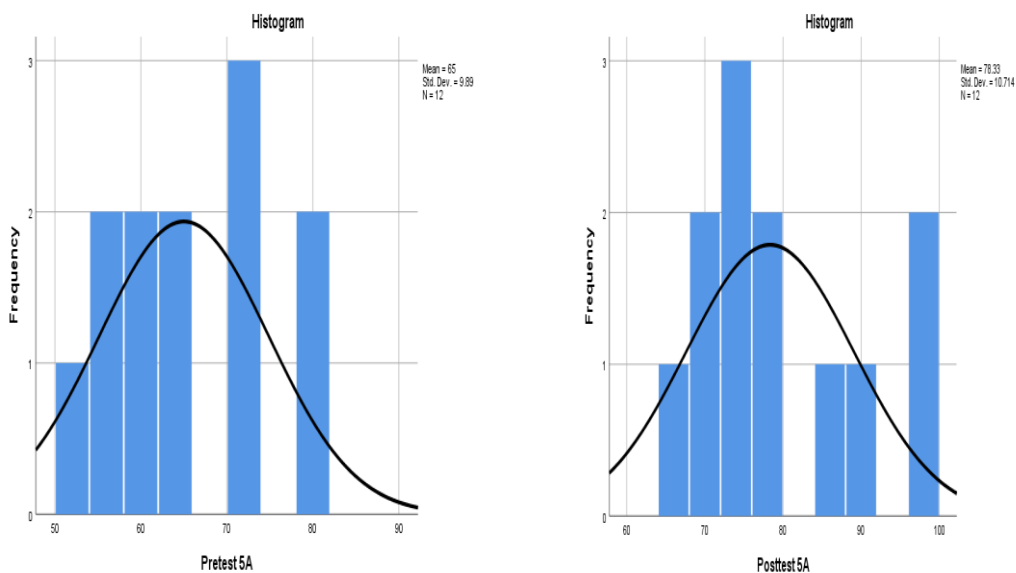 Histogram
Mean = 65
Std. Dev. = 9.89
N = 12
Frequency
3
2
1
0
50 60 70 80 90
Pretest 5A
Histogram
Mean = 78.33
Std. Dev. = 10.714
N = 12
Frequency
3
2
1
0
60 70 80 90 100
Posttest 5A